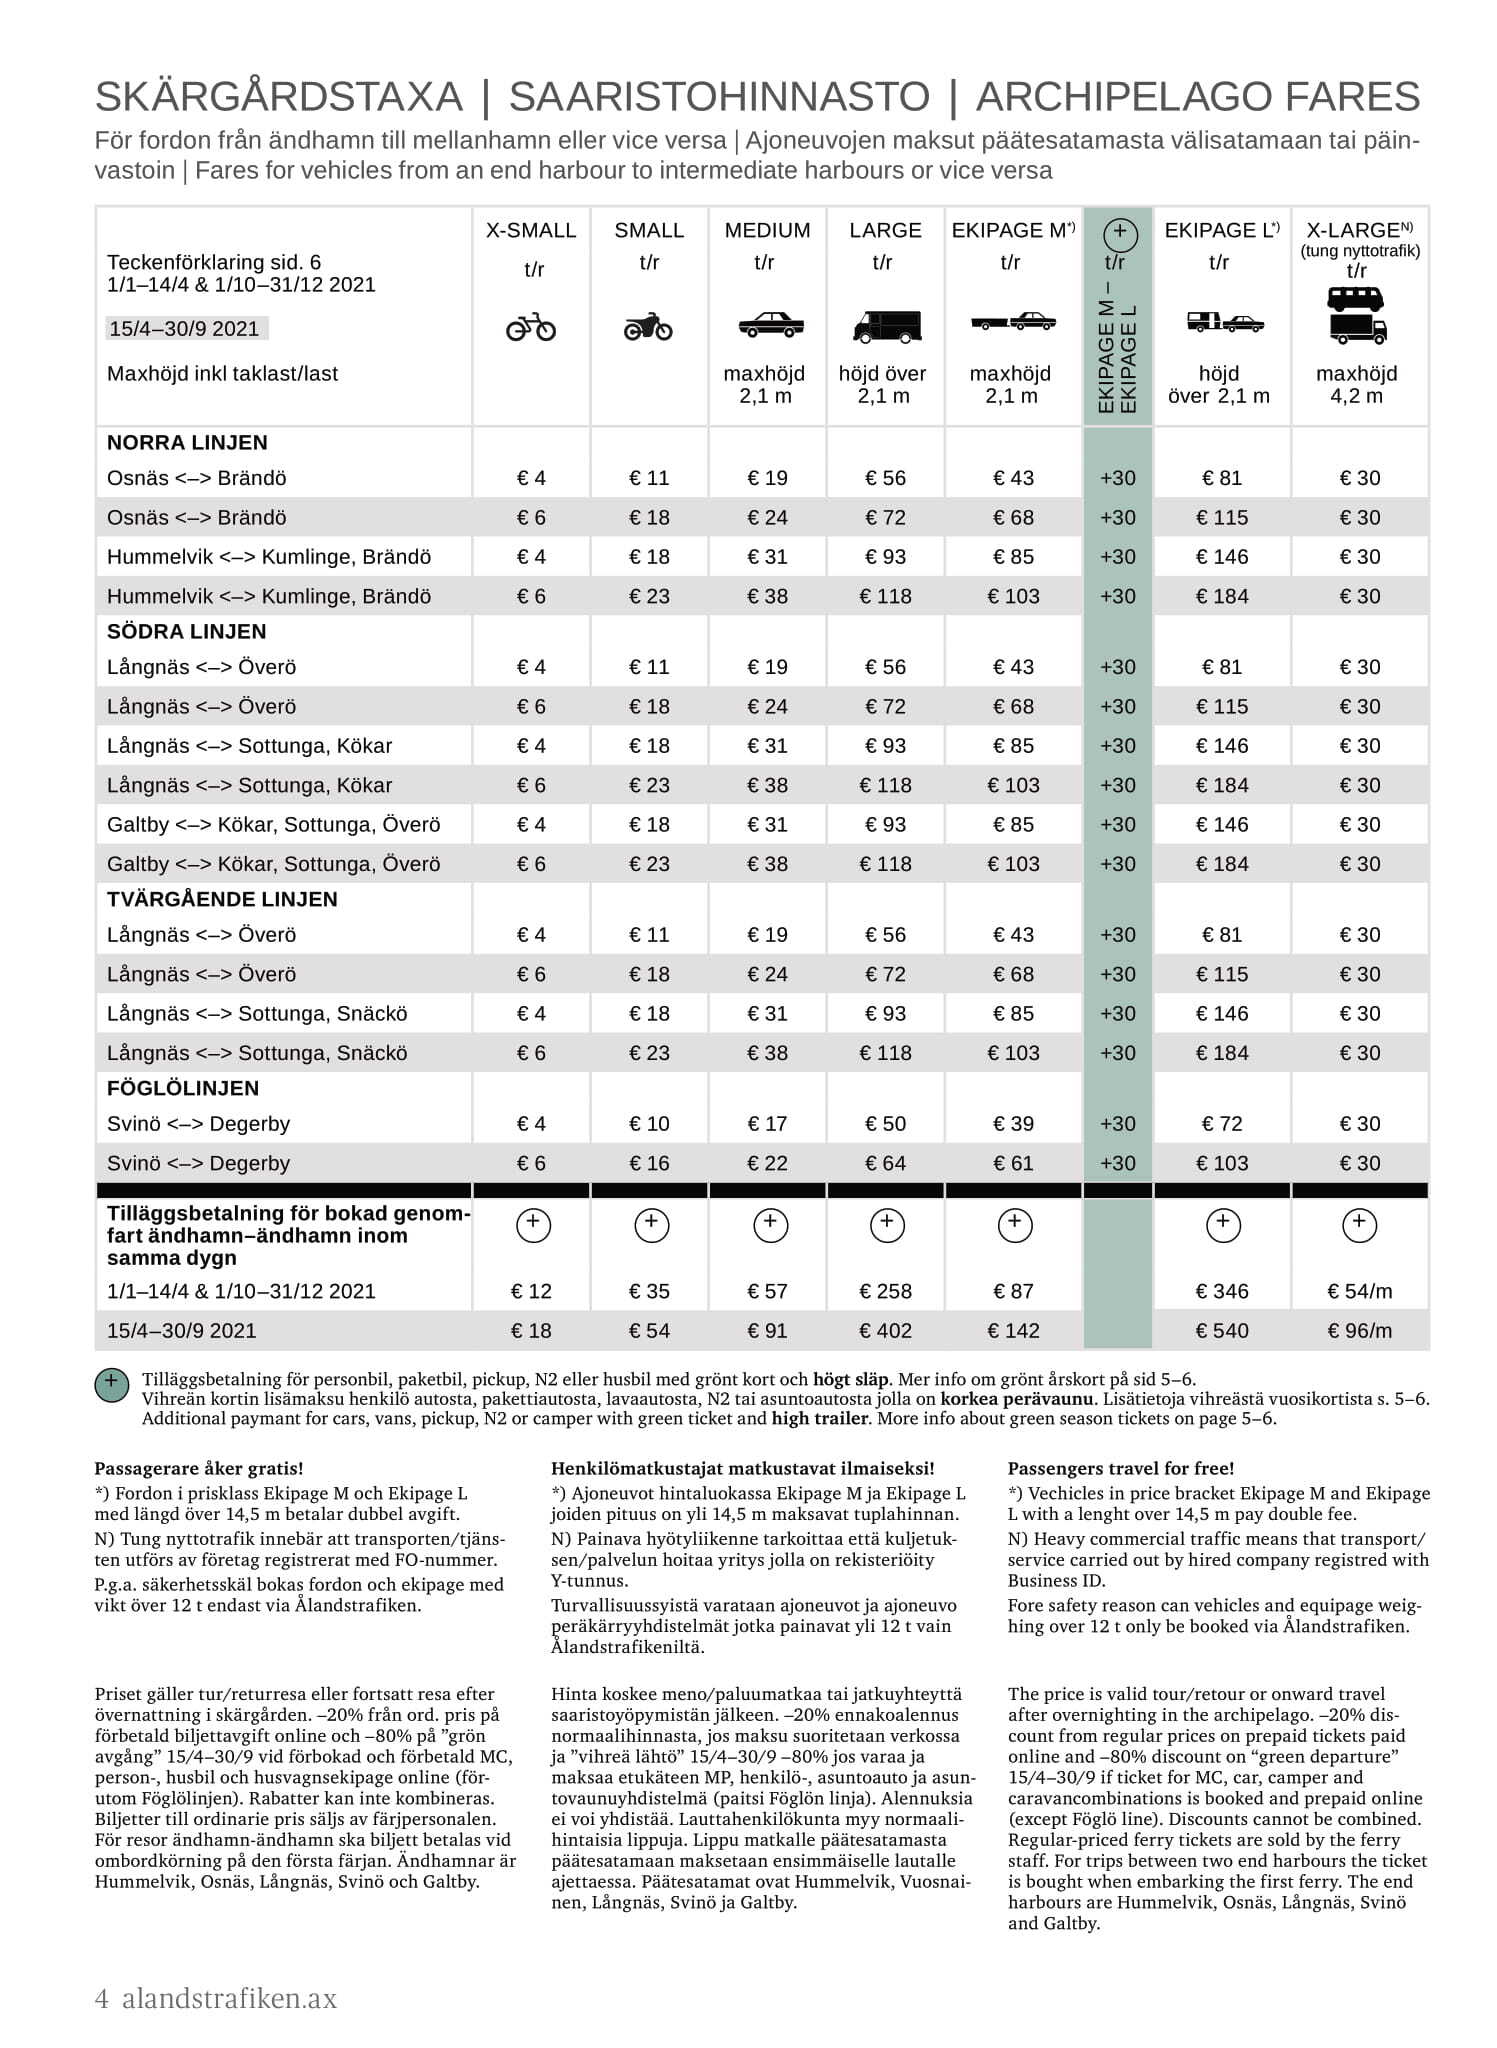 SKÄRGÅRDSTAXA | SAARISTOHINNASTO | ARCHIPELAGO FARES
För fordon från ändhamn till mellanhamn eller vice versa | Ajoneuvojen maksut päätesatamasta välisatamaan tai päin-
vastoin | Fares for vehicles from an end harbour to intermediate harbours or vice versa
Teckenförklaring sid. 6
1/1–14/4 & 1/10–31/12 2021
15/4–30/9 2021
Maxhöjd inkl taklast/last
X-SMALL
t/r
SMALL
t/r
MEDIUM
t/r
maxhöjd
2,1 m
LARGE
t/r
höjd över
2,1 m
EKIPAGE M*)
t/r
maxhöjd
2,1 m
+
t/r
EKIPAGE M –
EKIPAGE L
EKIPAGE L*)
t/r
höjd
över 2,1 m
X-LARGEN)
(tung nyttotrafik)
t/r
maxhöjd
4,2 m
NORRA LINJEN
Osnäs <–> Brändö € 4 € 11 € 19 € 56 € 43 +30 € 81 € 30
Osnäs <–> Brändö € 6 € 18 € 24 € 72 € 68 +30 € 115 € 30
Hummelvik <–> Kumlinge, Brändö € 4 € 18 € 31 € 93 € 85 +30 € 146 € 30
Hummelvik <–> Kumlinge, Brändö € 6 € 23 € 38 € 118 € 103 +30 € 184 € 30
SÖDRA LINJEN
Långnäs <–> Överö € 4 € 11 € 19 € 56 € 43 +30 € 81 € 30
Långnäs <–> Överö € 6 € 18 € 24 € 72 € 68 +30 € 115 € 30
Långnäs <–> Sottunga, Kökar € 4 € 18 € 31 € 93 € 85 +30 € 146 € 30
Långnäs <–> Sottunga, Kökar € 6 € 23 € 38 € 118 € 103 +30 € 184 € 30
Galtby <–> Kökar, Sottunga, Överö € 4 € 18 € 31 € 93 € 85 +30 € 146 € 30
Galtby <–> Kökar, Sottunga, Överö € 6 € 23 € 38 € 118 € 103 +30 € 184 € 30
TVÄRGÅENDE LINJEN
Långnäs <–> Överö € 4 € 11 € 19 € 56 € 43 +30 € 81 € 30
Långnäs <–> Överö € 6 € 18 € 24 € 72 € 68 +30 € 115 € 30
Långnäs <–> Sottunga, Snäckö € 4 € 18 € 31 € 93 € 85 +30 € 146 € 30
Långnäs <–> Sottunga, Snäckö € 6 € 23 € 38 € 118 € 103 +30 € 184 € 30
FÖGLÖLINJEN
Svinö <–> Degerby € 4 € 10 € 17 € 50 € 39 +30 € 72 € 30
Svinö <–> Degerby € 6 € 16 € 22 € 64 € 61 +30 € 103 € 30
Tilläggsbetalning för bokad genom-
fart ändhamn–ändhamn inom
samma dygn
+ + + + + + +
1/1–14/4 & 1/10–31/12 2021 € 12 € 35 € 57 € 258 € 87 € 346 € 54/m
15/4–30/9 2021 € 18 € 54 € 91 € 402 € 142 € 540 € 96/m
+ Tilläggsbetalning för personbil, paketbil, pickup, N2 eller husbil med grönt kort och högt släp. Mer info om grönt årskort på sid 5–6.
Vihreän kortin lisämaksu henkilö autosta, pakettiautosta, lavaautosta, N2 tai asuntoautosta jolla on korkea perävaunu. Lisätietoja vihreästä vuosikortista s. 5–6.
Additional paymant for cars, vans, pickup, N2 or camper with green ticket and high trailer. More info about green season tickets on page 5–6.
Passagerare åker gratis!
*) Fordon i prisklass Ekipage M och Ekipage L
med längd över 14,5 m betalar dubbel avgift.
N) Tung nyttotrafik innebär att transporten/tjäns-
ten utförs av företag registrerat med FO-nummer.
P.g.a. säkerhetsskäl bokas fordon och ekipage med
vikt över 12 t endast via Ålandstrafiken.
Henkilömatkustajat matkustavat ilmaiseksi!
*) Ajoneuvot hintaluokassa Ekipage M ja Ekipage L
joiden pituus on yli 14,5 m maksavat tuplahinnan.
N) Painava hyötyliikenne tarkoittaa että kuljetuk-
sen/palvelun hoitaa yritys jolla on rekisteriöity
Y-tunnus.
Turvallisuussyistä varataan ajoneuvot ja ajoneuvo
peräkärryyhdistelmät jotka painavat yli 12 t vain
Ålandstrafikeniltä.
Passengers travel for free!
*) Vechicles in price bracket Ekipage M and Ekipage
L with a lenght over 14,5 m pay double fee.
N) Heavy commercial traffic means that transport/
service carried out by hired company registred with
Business ID.
Fore safety reason can vehicles and equipage weig-
hing over 12 t only be booked via Ålandstrafiken.
Priset gäller tur/returresa eller fortsatt resa efter
övernattning i skärgården. –20% från ord. pris på
förbetald biljettavgift online och –80% på ”grön
avgång” 15/4–30/9 vid förbokad och förbetald MC,
person-, husbil och husvagnsekipage online (för-
utom Föglölinjen). Rabatter kan inte kombineras.
Biljetter till ordinarie pris säljs av färjpersonalen.
För resor ändhamn-ändhamn ska biljett betalas vid
ombordkörning på den första färjan. Ändhamnar är
Hummelvik, Osnäs, Långnäs, Svinö och Galtby.
Hinta koskee meno/paluumatkaa tai jatkuyhteyttä
saaristoyöpymistän jälkeen. –20% ennakoalennus
normaalihinnasta, jos maksu suoritetaan verkossa
ja ”vihreä lähtö” 15/4–30/9 –80% jos varaa ja
maksaa etukäteen MP, henkilö-, asuntoauto ja asun-
tovaunuyhdistelmä (paitsi Föglön linja). Alennuksia
ei voi yhdistää. Lauttahenkilökunta myy normaali-
hintaisia lippuja. Lippu matkalle päätesatamasta
päätesatamaan maksetaan ensimmäiselle lautalle
ajettaessa. Päätesatamat ovat Hummelvik, Vuosnai-
nen, Långnäs, Svinö ja Galtby.
The price is valid tour/retour or onward travel
after overnighting in the archipelago. –20% dis-
count from regular prices on prepaid tickets paid
online and –80% discount on “green departure”
15/4–30/9 if ticket for MC, car, camper and
caravancombinations is booked and prepaid online
(except Föglö line). Discounts cannot be combined.
Regular-priced ferry tickets are sold by the ferry
staff. For trips between two end harbours the ticket
is bought when embarking the first ferry. The end
harbours are Hummelvik, Osnäs, Långnäs, Svinö
and Galtby.
4 alandstrafiken.ax